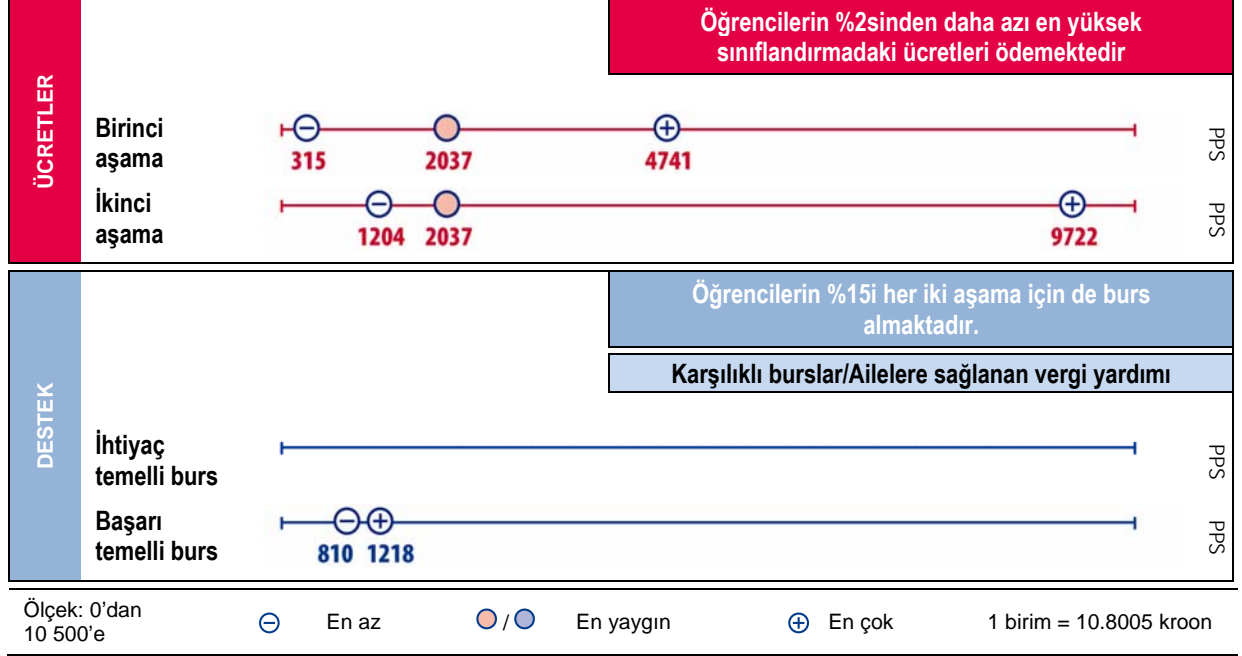 ÜCRETLER
Öğrencilerin %2sinden daha azı en yüksek
sınıflandırmadaki ücretleri ödemektedir
Birinci
aşama
315 2037 4741
PPS
İkinci
aşama
1204 2037 9722
PPS
DESTEK
Öğrencilerin %15i her iki aşama için de burs
almaktadır.
Karşılıklı burslar/Ailelere sağlanan vergi yardımı
İhtiyaç
temelli burs
PPS
Başarı
temelli burs
810 1218
PPS
Ölçek: 0’dan
10 500’e
En az / En yaygın En çok 1 birim = 10.8005 kroon